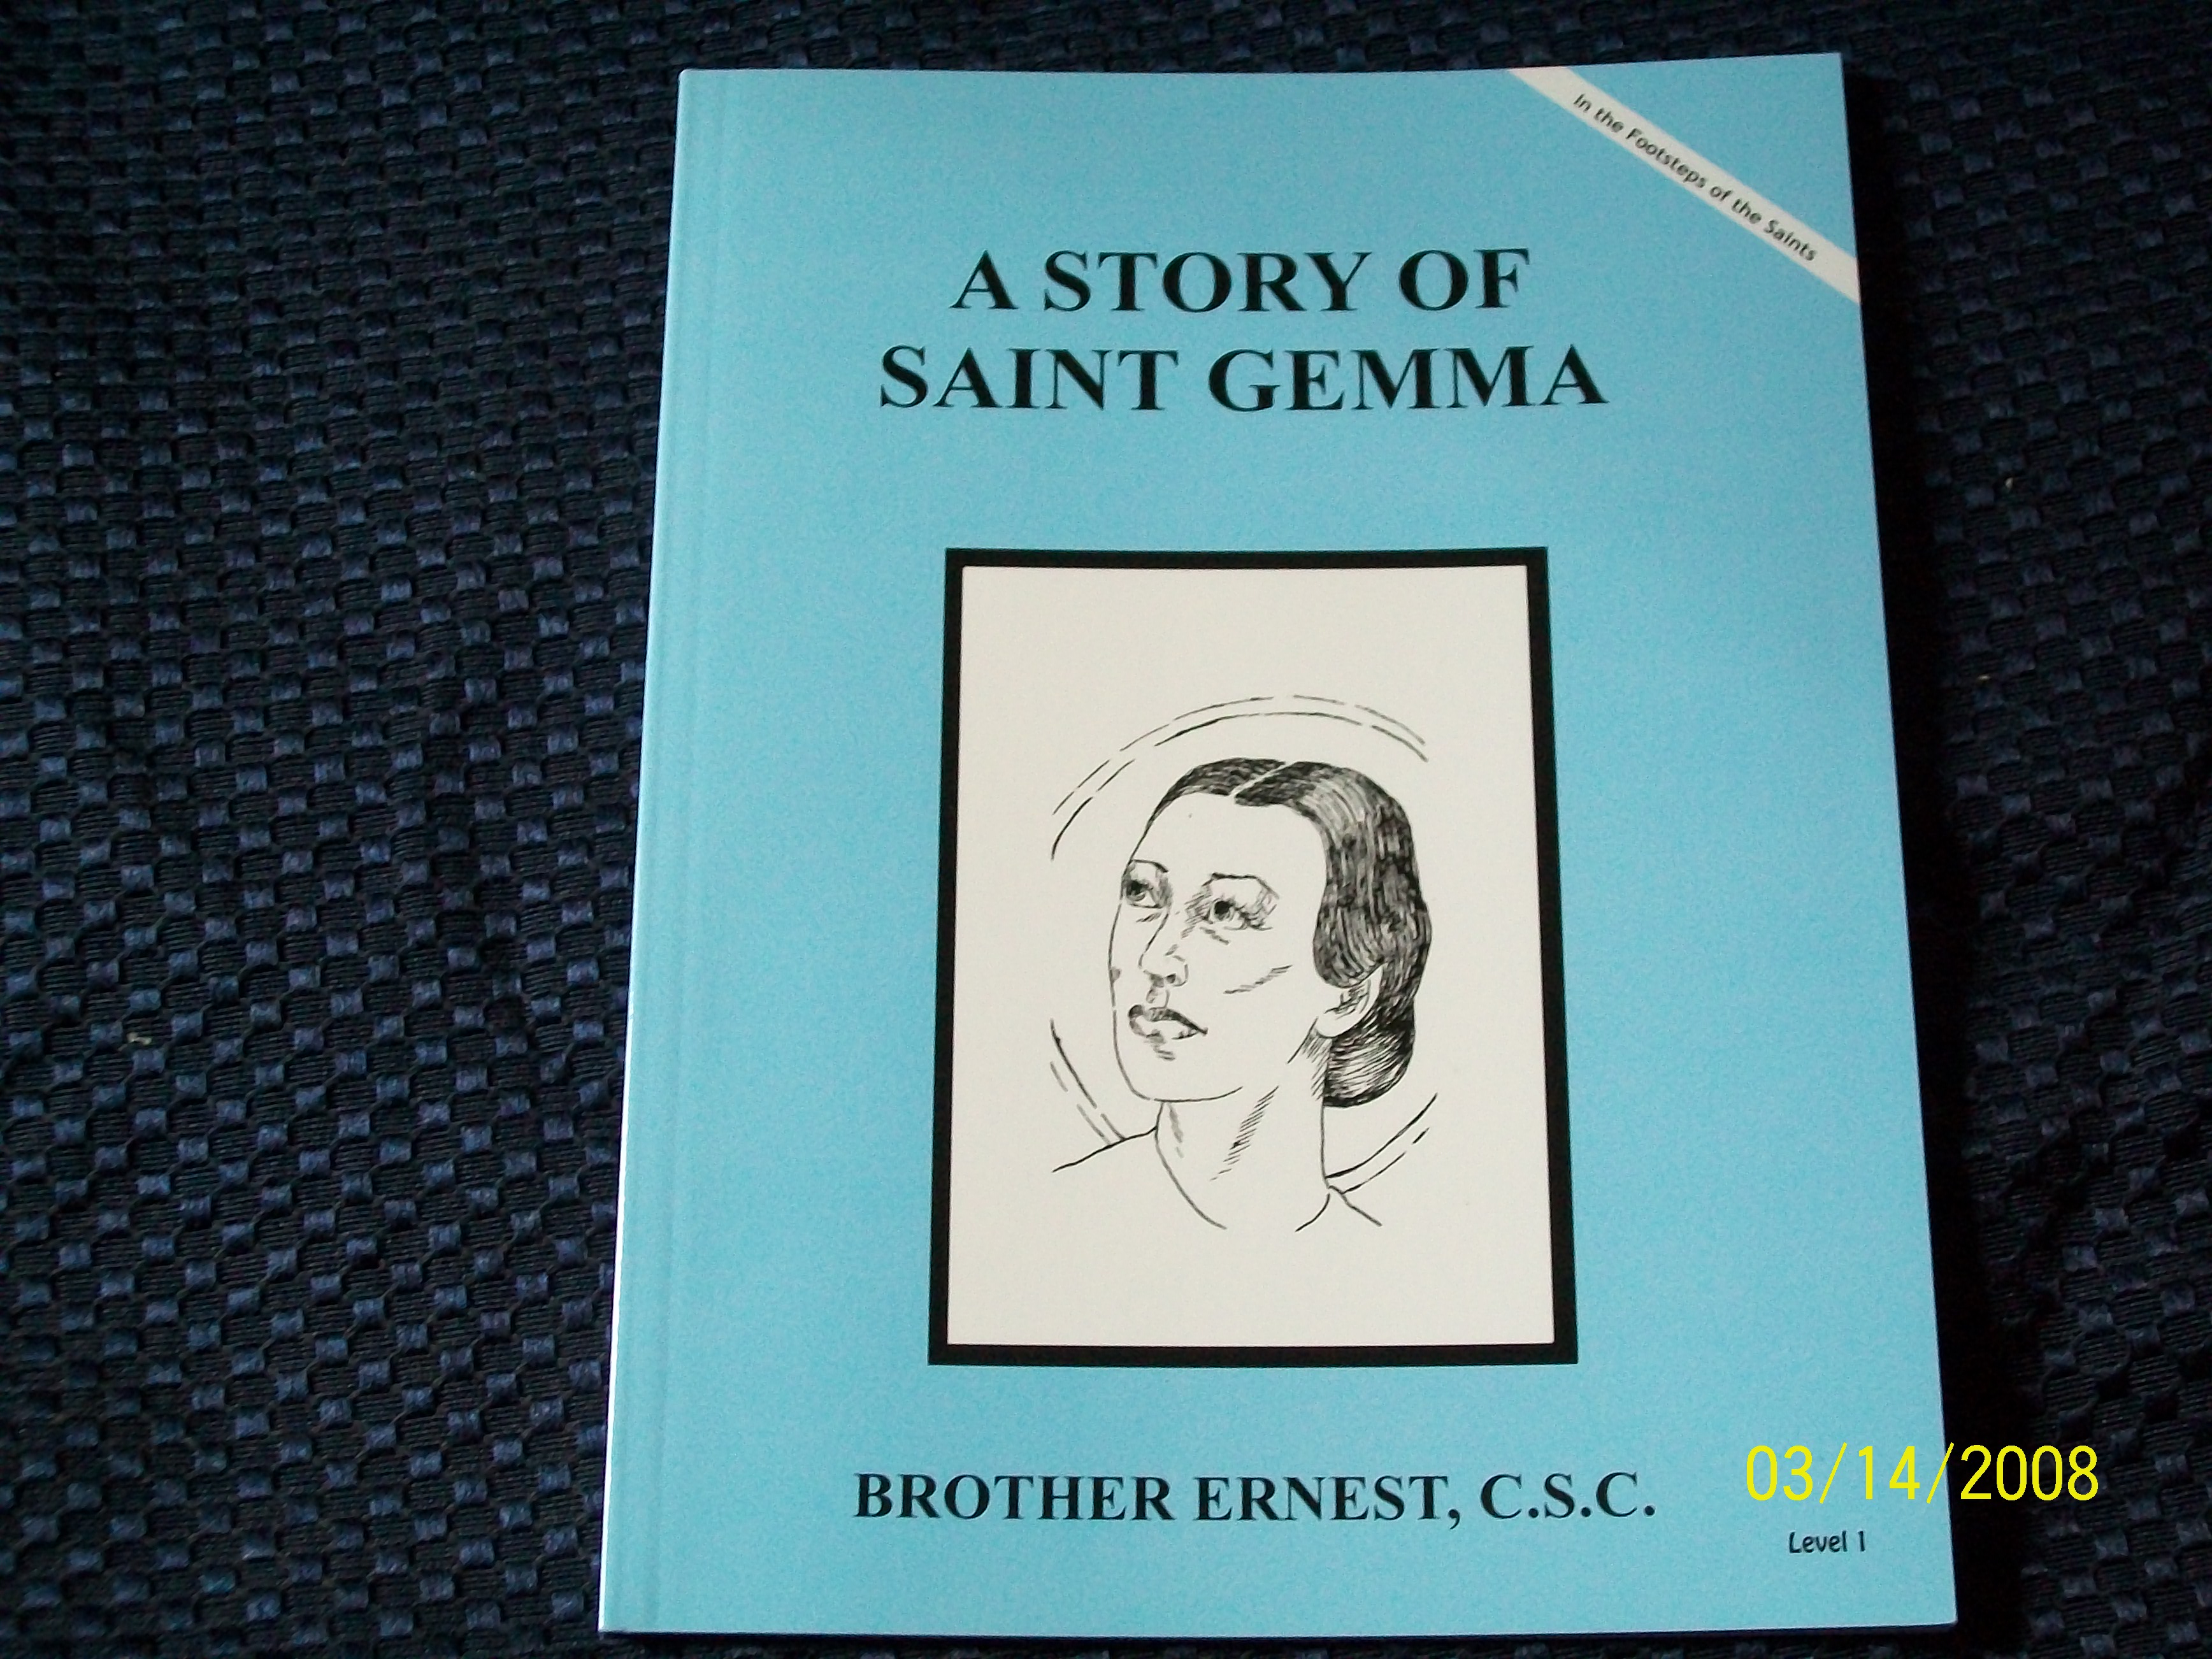 In the Footsteps of the Saints
A STORY OF
SAINT GEMMA
BROTHER ERNEST, C.S.C.
03/14/2008
Level 1